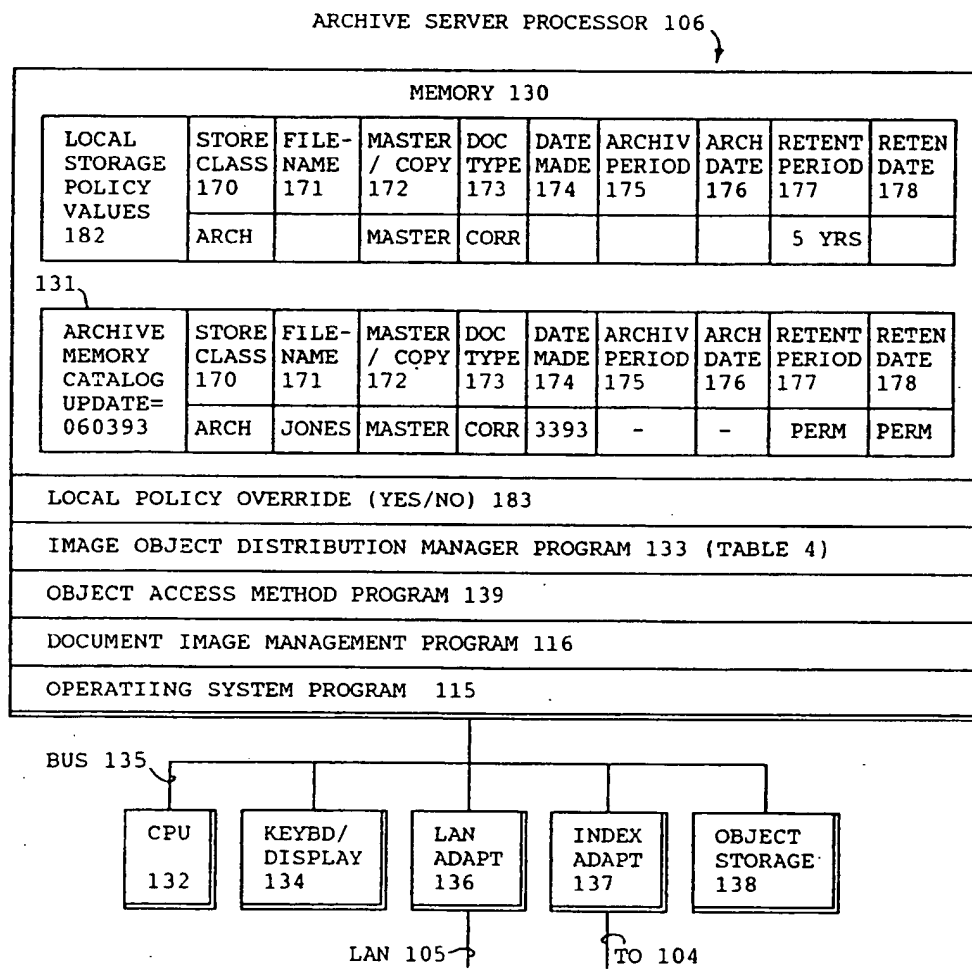 ARCHIVE SERVER PROCESSOR 106
MEMORY 130
LOCAL STORAGE POLICY VALUES 182
STORE CLASS 170
FILE- NAME 171
MASTER / COPY 172
DOC TYPE 173
DATE MADE 174
ARCHIV PERIOD 175
ARCH DATE 176
RETENT PERIOD 177
RETEN DATE 178
ARCH MASTER CORR 5 YRS
131
ARCHIVE MEMORY CATALOG UPDATE= 060393
STORE CLASS 170
FILE- NAME 171
MASTER / COPY 172
DOC TYPE 173
DATE MADE 174
ARCHIV PERIOD 175
ARCH DATE 176
RETENT PERIOD 177
RETEN DATE 178
ARCH JONES MASTER CORR 3393 - - PERM PERM
LOCAL POLICY OVERRIDE (YES/NO) 183
IMAGE OBJECT DISTRIBUTION MANAGER PROGRAM 133 (TABLE 4)
OBJECT ACCESS METHOD PROGRAM 139
DOCUMENT IMAGE MANAGEMENT PROGRAM 116
OPERATIING SYSTEM PROGRAM 115
BUS 135
CPU 132
KEYBD/ DISPLAY 134
LAN ADAPT 136
INDEX ADAPT 137
OBJECT STORAGE 138
LAN 105
TO 104